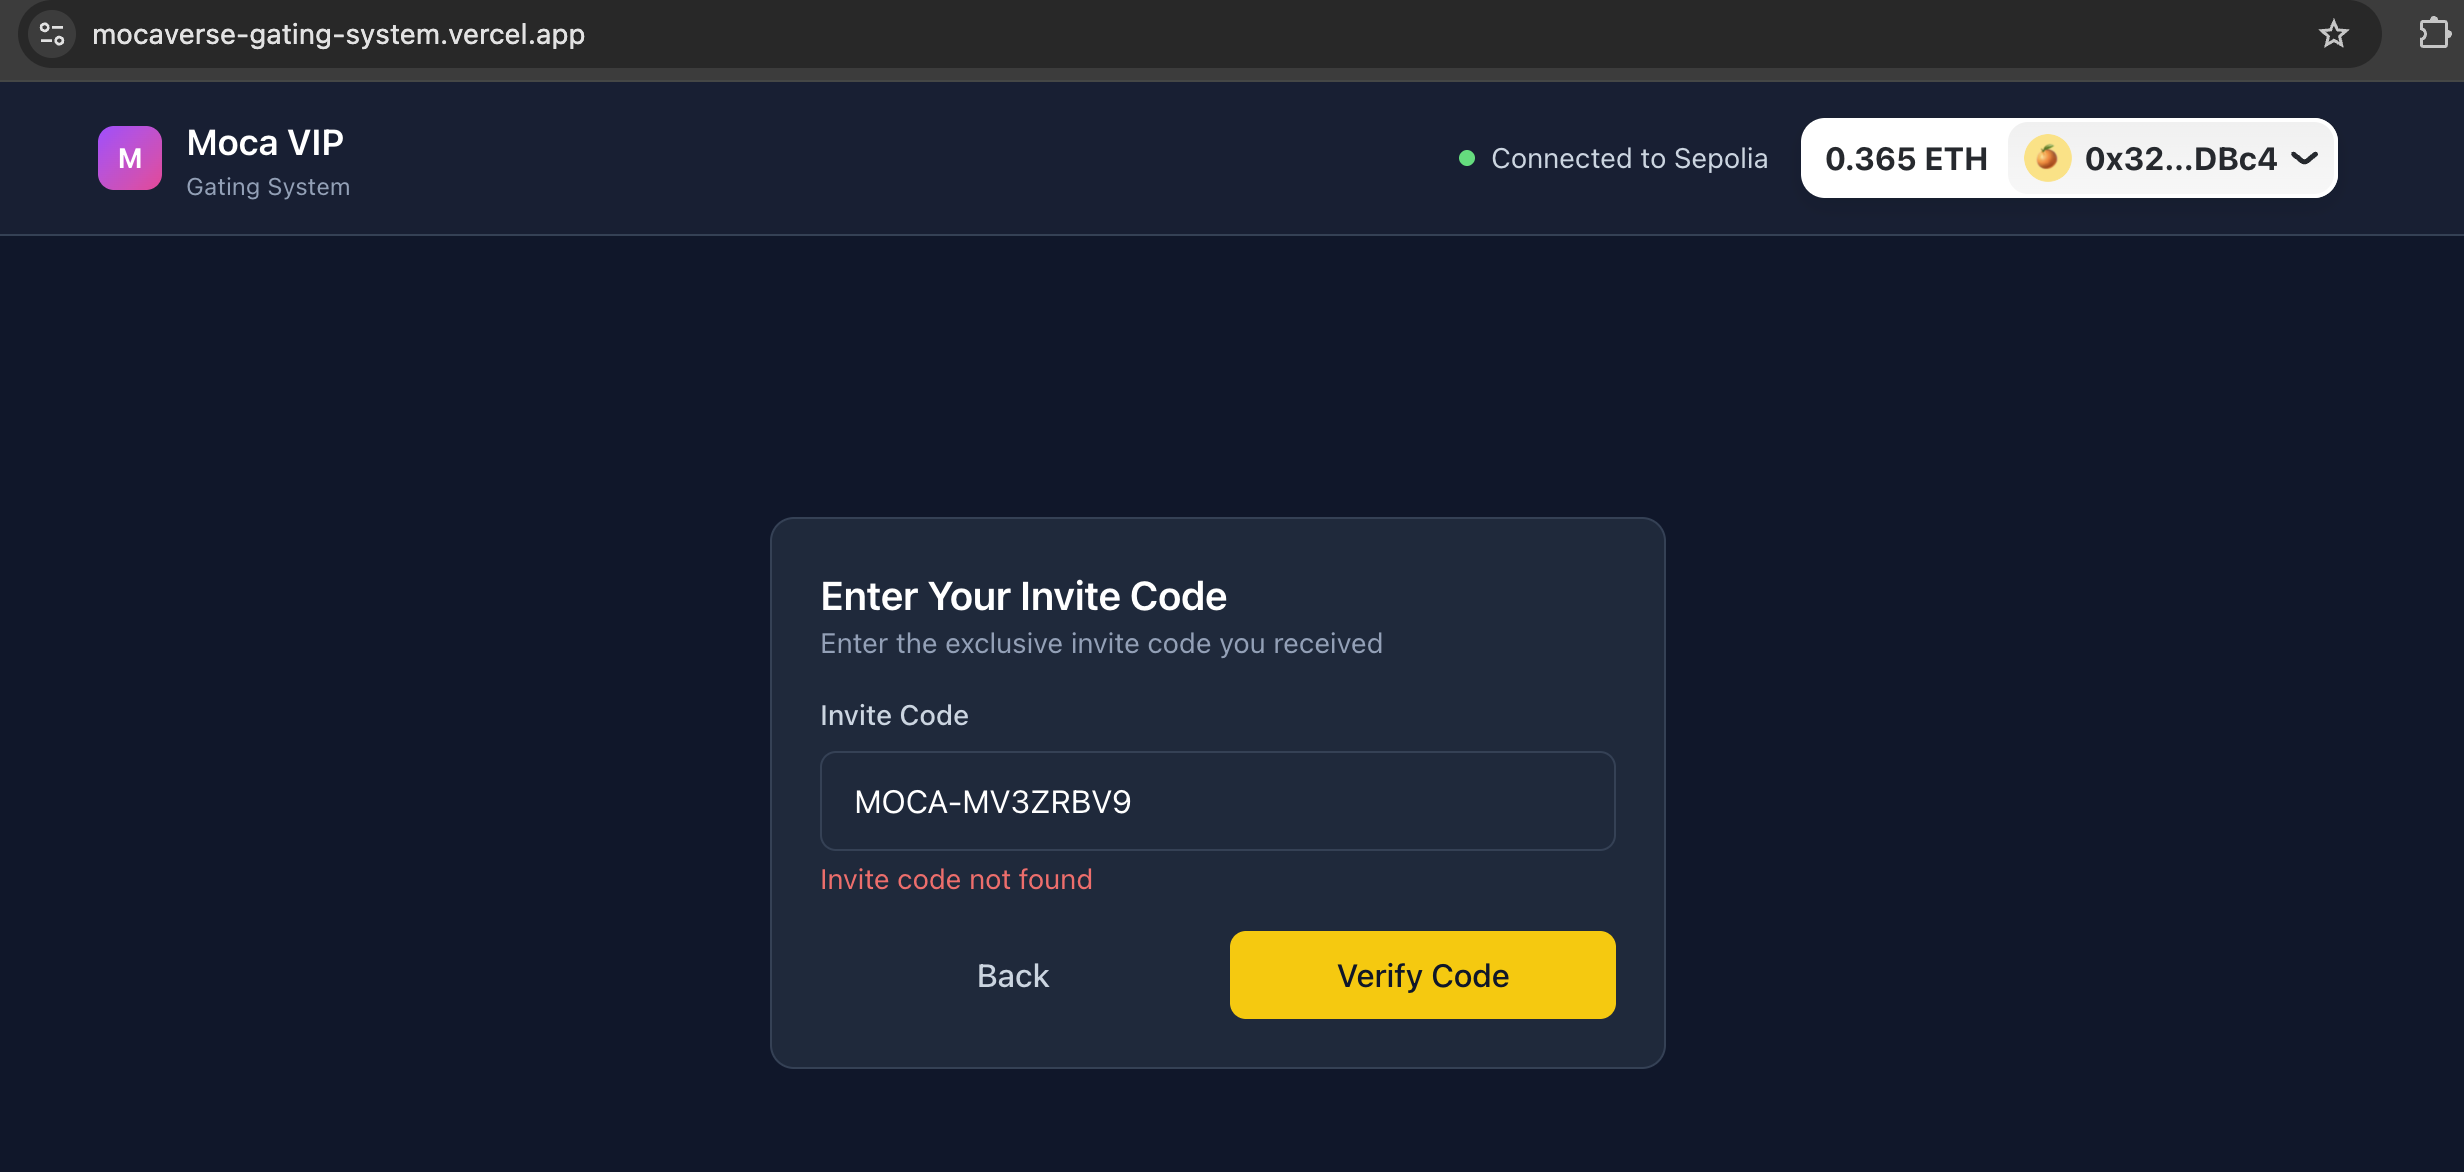 mocaverse-gating-system.vercel.app
M
Moca VIP
Gating System
Connected to Sepolia
0.365 ETH
0x32...DBc4
Enter Your Invite Code
Enter the exclusive invite code you received
Invite Code
MOCA-MV3ZRBV9
Invite code not found
Back
Verify Code